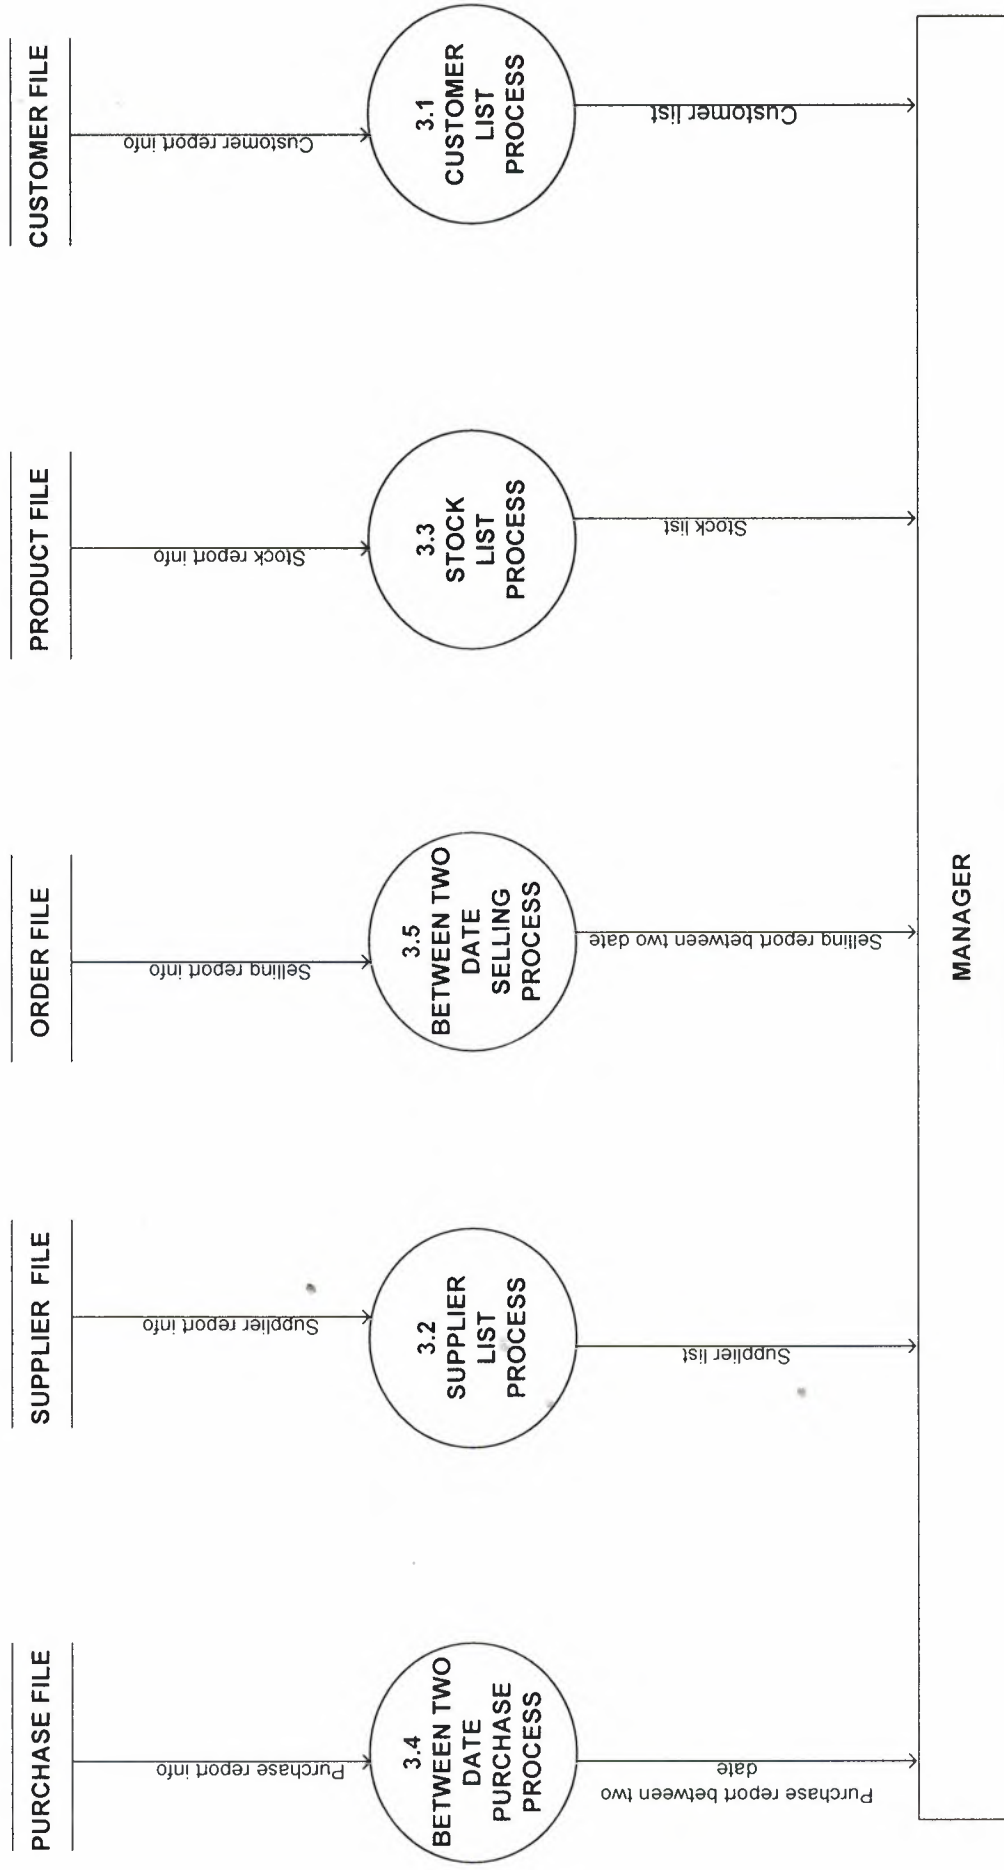 PURCHASE FILE
SUPPLIER FILE
ORDER FILE
PRODUCT FILE
CUSTOMER FILE
Purchase report info
Supplier report info
Selling report info
Stock report info
Customer report info
3.4
BETWEEN TWO
DATE
PURCHASE
PROCESS
3.2
SUPPLIER
LIST
PROCESS
3.5
BETWEEN TWO
DATE
SELLING
PROCESS
3.3
STOCK
LIST
PROCESS
3.1
CUSTOMER
LIST
PROCESS
Purchase report between two
date
Supplier list
Selling report between two date
Stock list
Customer list
MANAGER